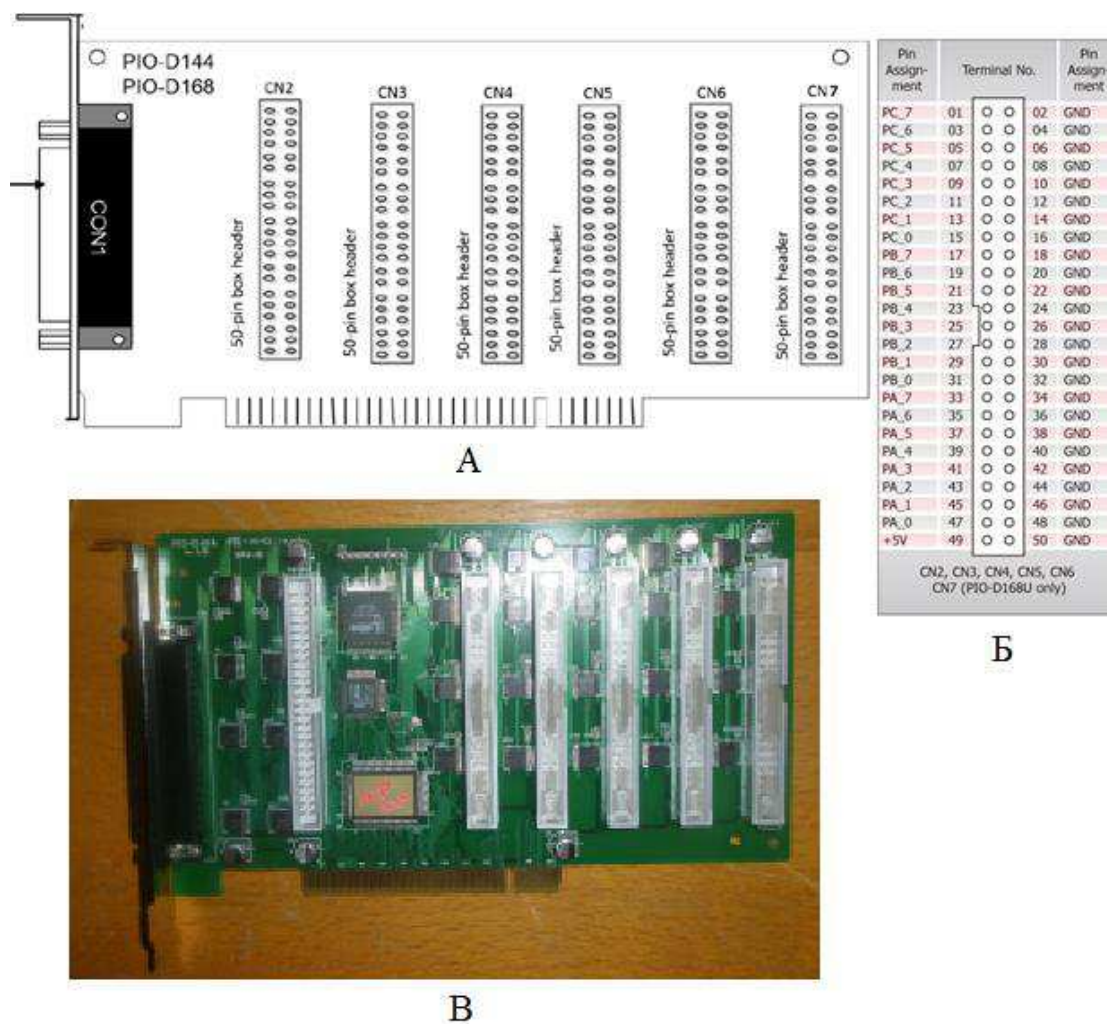 PIO-D144
PIO-D168
CON1
CN2
CN3
CN4
CN5
CN6
CN7
50-pin box header
50-pin box header
50-pin box header
50-pin box header
50-pin box header
50-pin box header
А
Pin Assign-ment Terminal No. Pin Assign-ment
PC_7 01 02 GND
PC_6 03 04 GND
PC_5 05 06 GND
PC_4 07 08 GND
PC_3 09 10 GND
PC_2 11 12 GND
PC_1 13 14 GND
PC_0 15 16 GND
PB_7 17 18 GND
PB_6 19 20 GND
PB_5 21 22 GND
PB_4 23 24 GND
PB_3 25 26 GND
PB_2 27 28 GND
PB_1 29 30 GND
PB_0 31 32 GND
PA_7 33 34 GND
PA_6 35 36 GND
PA_5 37 38 GND
PA_4 39 40 GND
PA_3 41 42 GND
PA_2 43 44 GND
PA_1 45 46 GND
PA_0 47 48 GND
+5V 49 50 GND
CN2, CN3, CN4, CN5, CN6
CN7 (PIO-D168U only)
Б
В